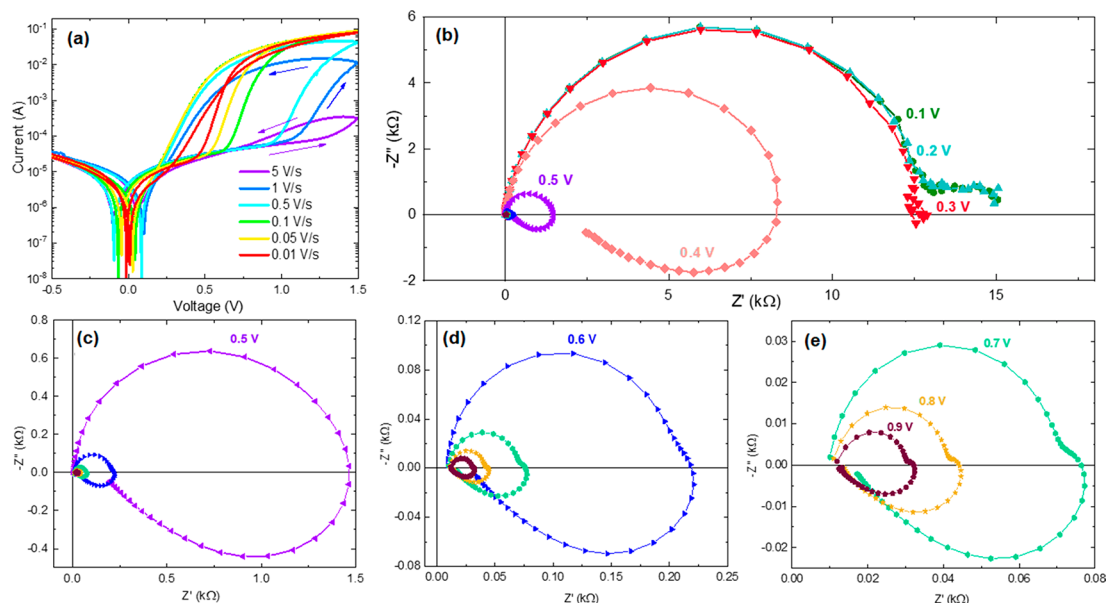 (a)
Current (A)
10⁻¹
10⁰
10⁻¹
10⁻²
10⁻³
10⁻⁴
10⁻⁵
10⁻⁶
10⁻⁷
10⁻⁸
5 V/s
1 V/s
0.5 V/s
0.1 V/s
0.05 V/s
0.01 V/s
-0.5 0.0 0.5 1.0 1.5
Voltage (V)
(b)
-Z" (kΩ)
6
4
2
0
-2
0.1 V
0.2 V
0.5 V
0.3 V
0.4 V
0 5 10 15
Z' (kΩ)
(c)
0.5 V
-Z" (kΩ)
0.8
0.6
0.4
0.2
0.0
-0.2
-0.4
0.0 0.5 1.0 1.5
Z' (kΩ)
(d)
0.6 V
-Z" (kΩ)
0.12
0.08
0.04
0.00
-0.04
-0.08
0.00 0.05 0.10 0.15 0.20 0.25
Z' (kΩ)
(e)
0.7 V
0.8 V
0.9 V
-Z" (kΩ)
0.03
0.02
0.01
0.00
-0.01
-0.02
0.00 0.02 0.04 0.06 0.08
Z' (kΩ)